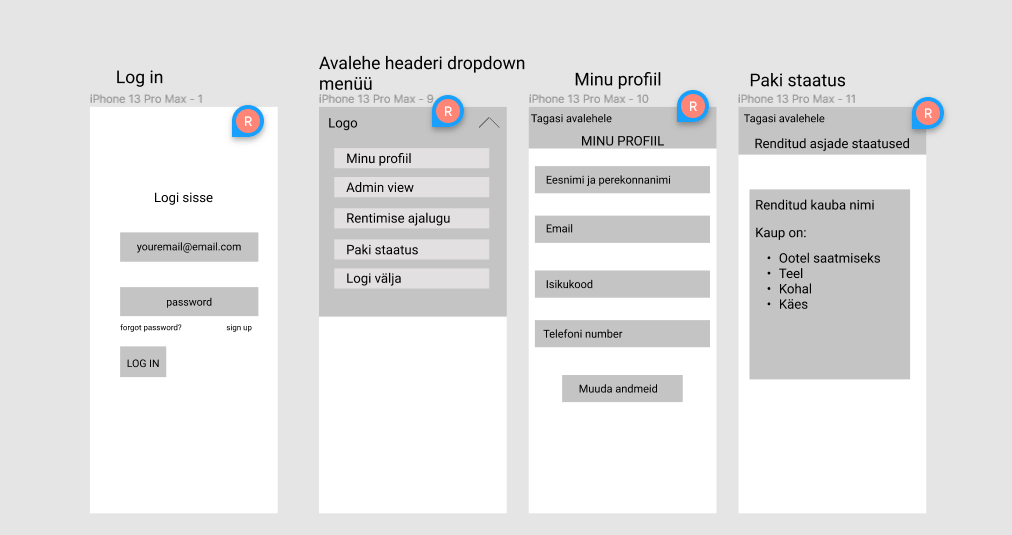 Log in
iPhone 13 Pro Max - 1
R
Logi sisse
youremail@email.com
password
forgot password? sign up
LOG IN
Avalehe headeri dropdown
menüü
iPhone 13 Pro Max - 9
R
Logo
Minu profiil
Admin view
Rentimise ajalugu
Paki staatus
Logi välja
Minu profiil
iPhone 13 Pro Max - 10
R
Tagasi avalehele
MINU PROFIIL
Eesnimi ja perekonnanimi
Email
Isikukood
Telefoni number
Muuda andmeid
Paki staatus
iPhone 13 Pro Max - 11
R
Tagasi avalehele
Renditud asjade staatused
Renditud kauba nimi
Kaup on:
• Ootel saatmiseks
• Teel
• Kohal
• Käes